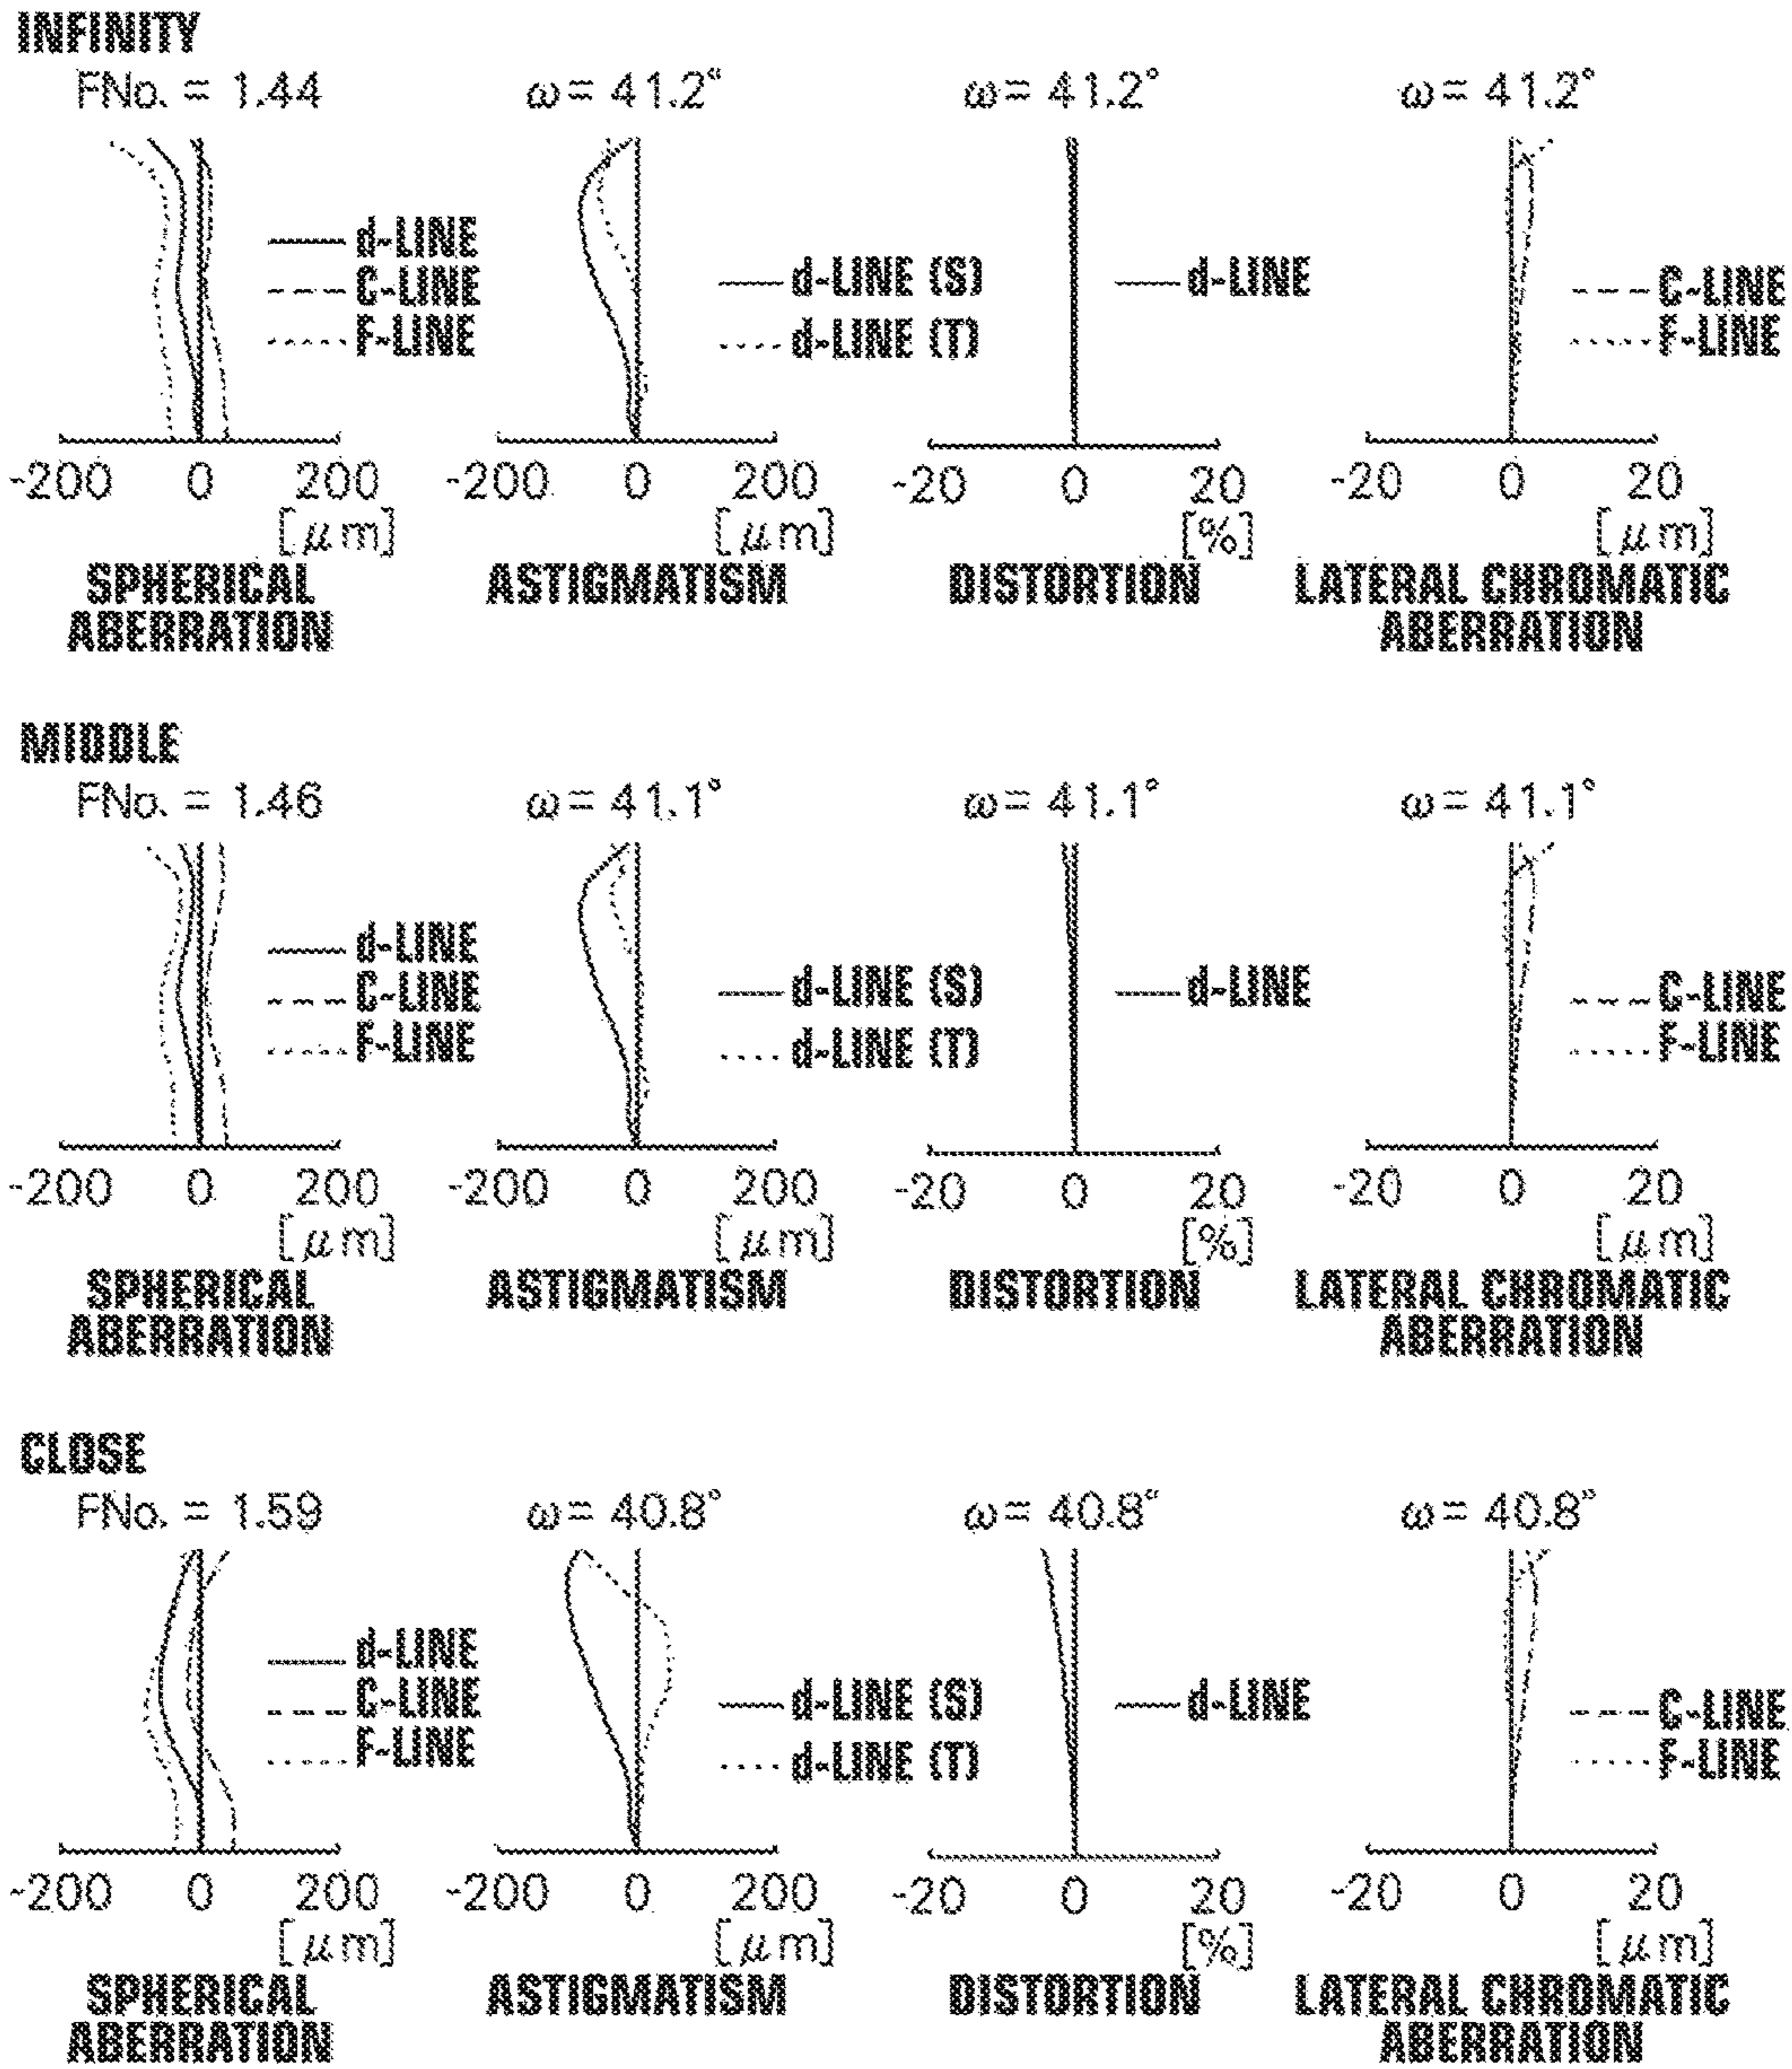 INFINITY
FNo. = 1.44
ω = 41.2°
ω = 41.2°
ω = 41.2°
d-LINE
C-LINE
F-LINE
d-LINE (S)
d-LINE (T)
d-LINE
C-LINE
F-LINE
-200 0 200
[μm]
SPHERICAL
ABERRATION
-200 0 200
[μm]
ASTIGMATISM
-20 0 20
[%]
DISTORTION
-20 0 20
[μm]
LATERAL CHROMATIC
ABERRATION
MIDDLE
FNo. = 1.46
ω = 41.1°
ω = 41.1°
ω = 41.1°
d-LINE
C-LINE
F-LINE
d-LINE (S)
d-LINE (T)
d-LINE
C-LINE
F-LINE
-200 0 200
[μm]
SPHERICAL
ABERRATION
-200 0 200
[μm]
ASTIGMATISM
-20 0 20
[%]
DISTORTION
-20 0 20
[μm]
LATERAL CHROMATIC
ABERRATION
CLOSE
FNo. = 1.59
ω = 40.8°
ω = 40.8°
ω = 40.8°
d-LINE
C-LINE
F-LINE
d-LINE (S)
d-LINE (T)
d-LINE
C-LINE
F-LINE
-200 0 200
[μm]
SPHERICAL
ABERRATION
-200 0 200
[μm]
ASTIGMATISM
-20 0 20
[%]
DISTORTION
-20 0 20
[μm]
LATERAL CHROMATIC
ABERRATION